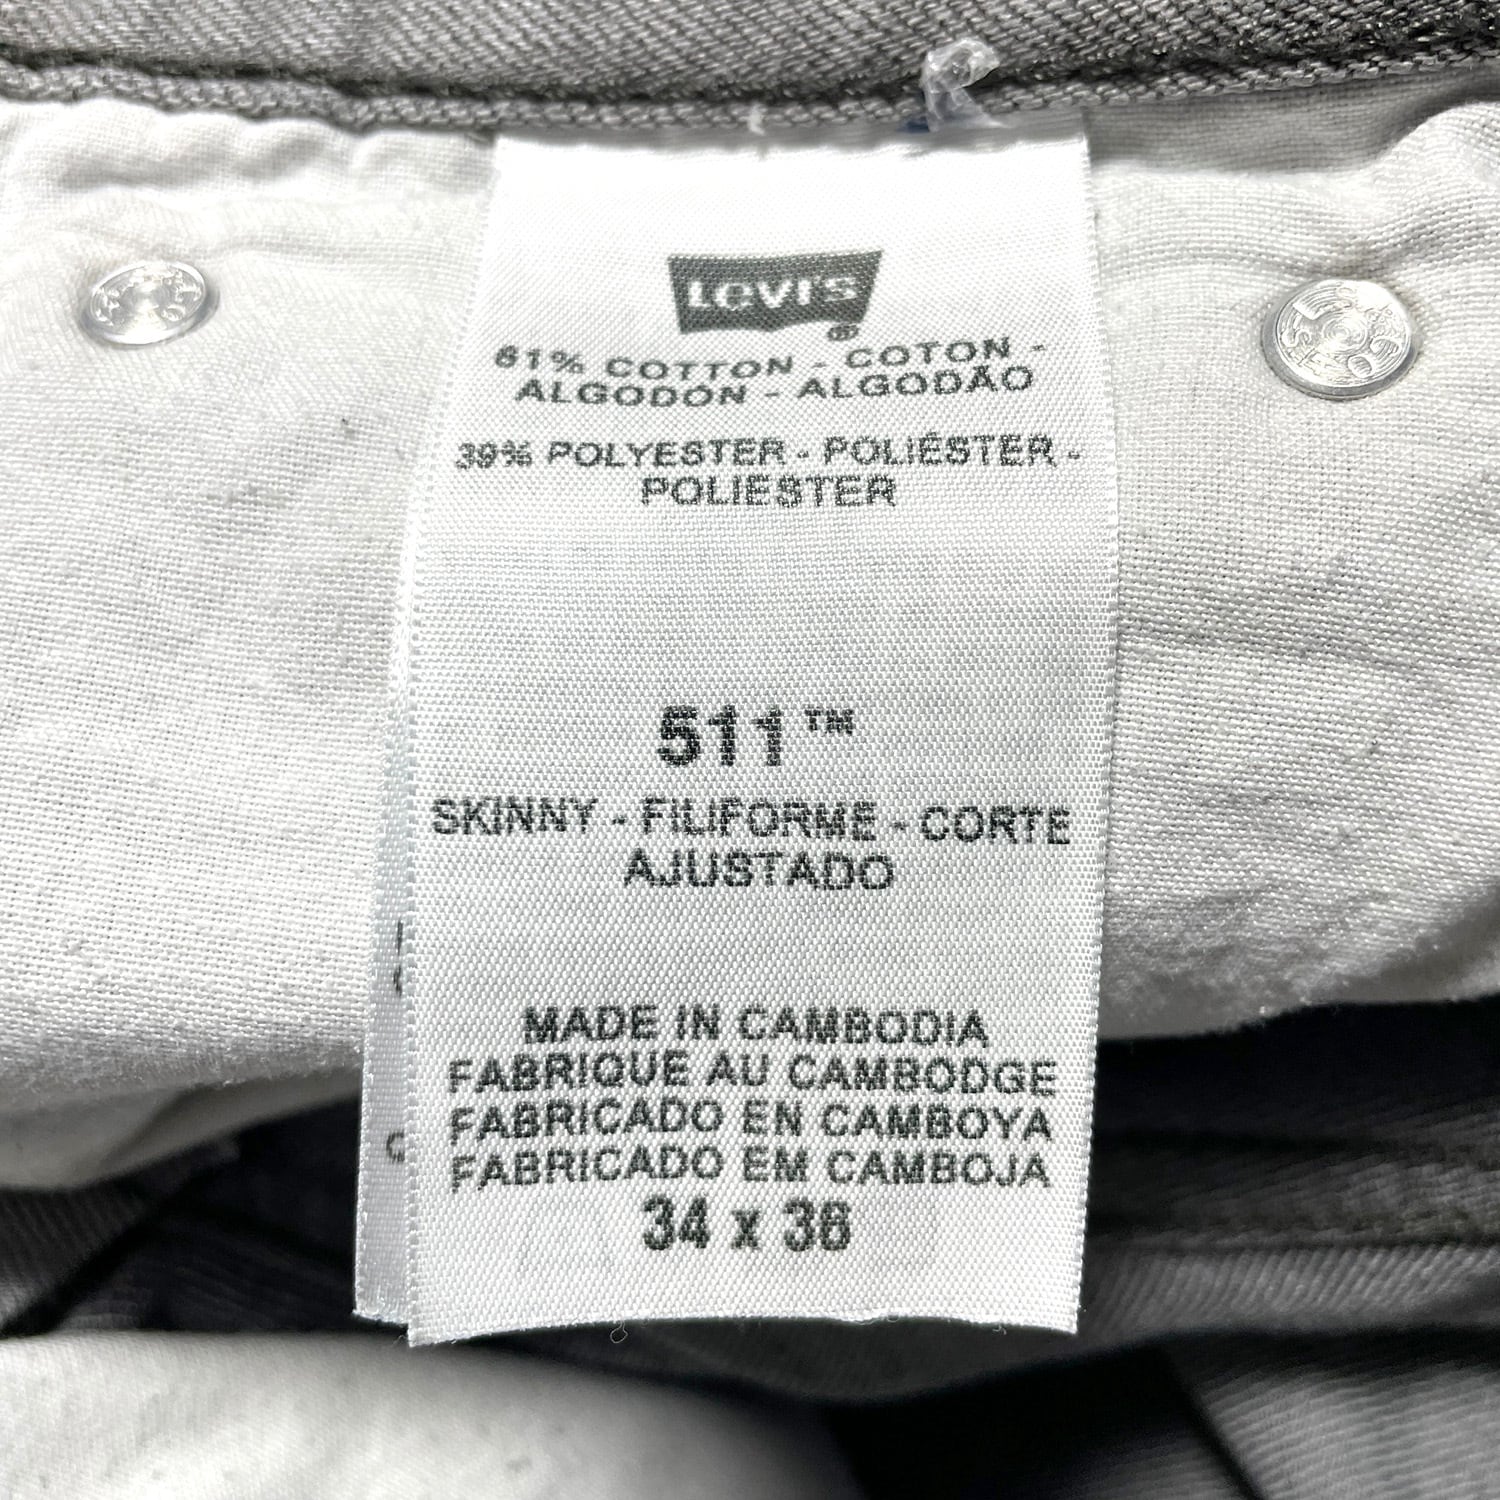 LEVI'S
®
61% COTTON - COTON -
ALGODÓN - ALGODÃO
39% POLYESTER - POLIÉSTER -
POLIESTER
511™
SKINNY - FILIFORME - CORTE
AJUSTADO
MADE IN CAMBODIA
FABRIQUE AU CAMBODGE
FABRICADO EN CAMBOYA
FABRICADO EM CAMBOJA
34 x 36